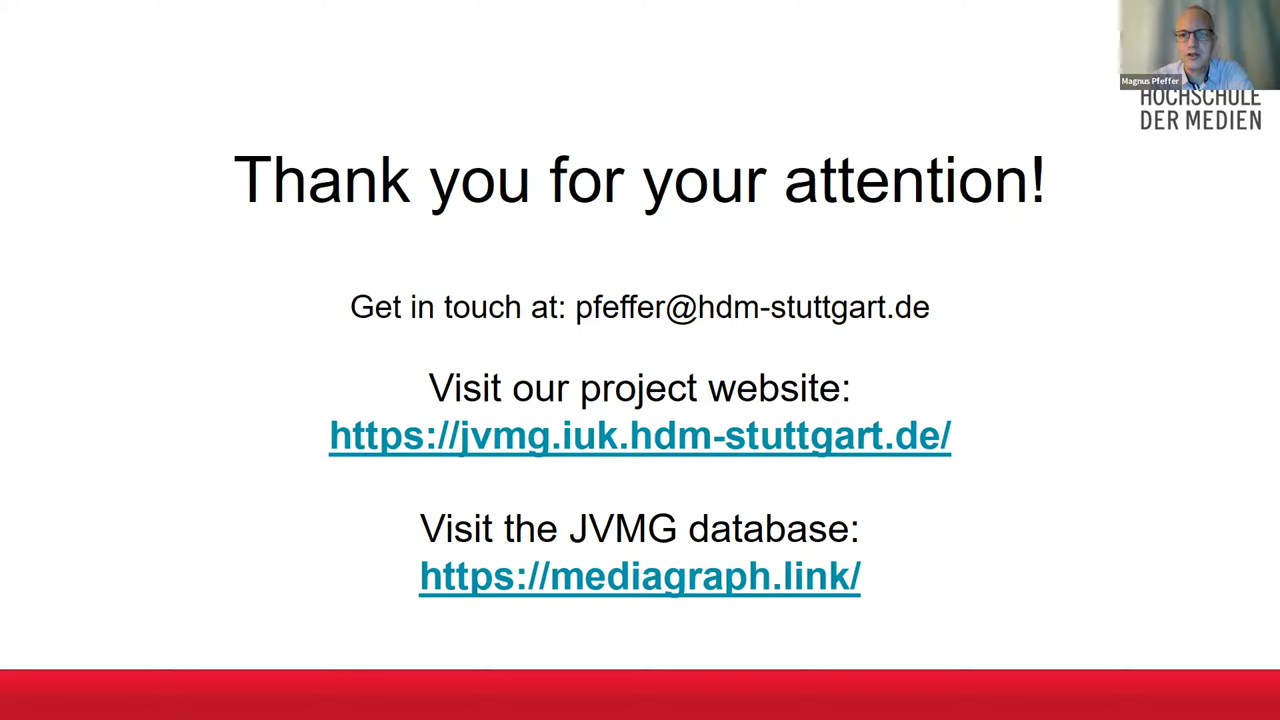 Magnus Pfeffer
HOCHSCHULE
DER MEDIEN
Thank you for your attention!
Get in touch at: pfeffer@hdm-stuttgart.de
Visit our project website:
https://jvmg.iuk.hdm-stuttgart.de/
Visit the JVMG database:
https://mediagraph.link/